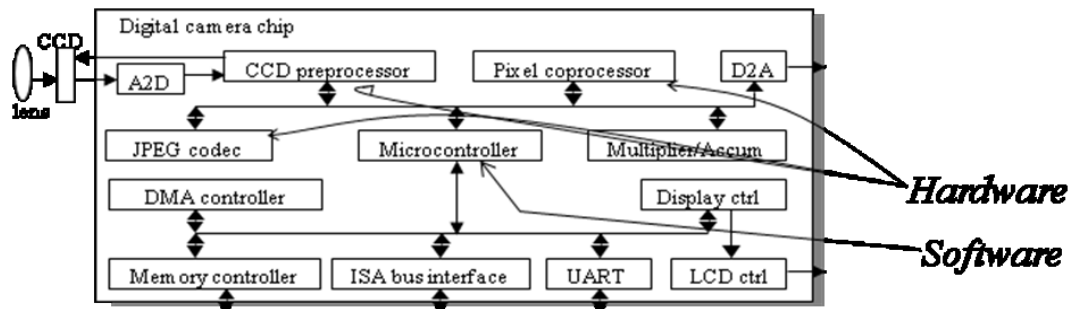 Digital camera chip
CCD
lens
A2D
CCD preprocessor
Pixel coprocessor
D2A
JPEG codec
Microcontroller
Multiplier/Accum
DMA controller
Display ctrl
Hardware
Software
Memory controller
ISA bus interface
UART
LCD ctrl